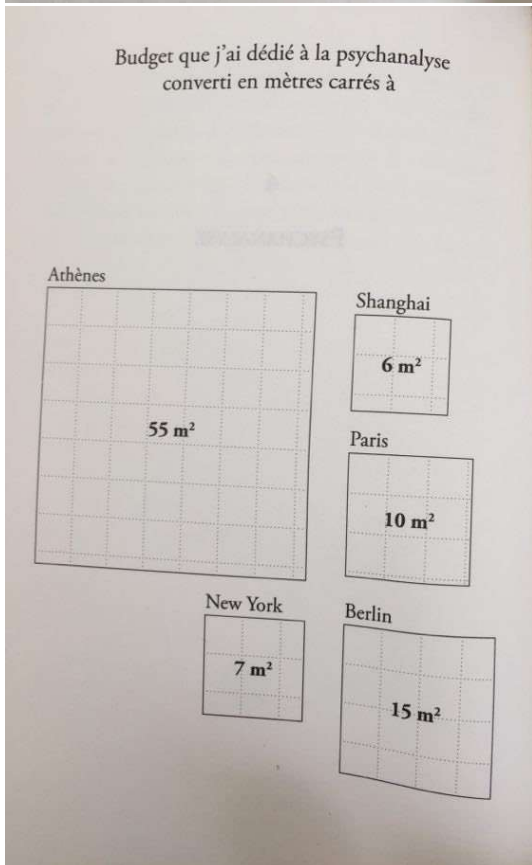 Budget que j'ai dédié à la psychanalyse
converti en mètres carrés à
Athènes
55 m²
Shanghai
6 m²
Paris
10 m²
New York
7 m²
Berlin
15 m²